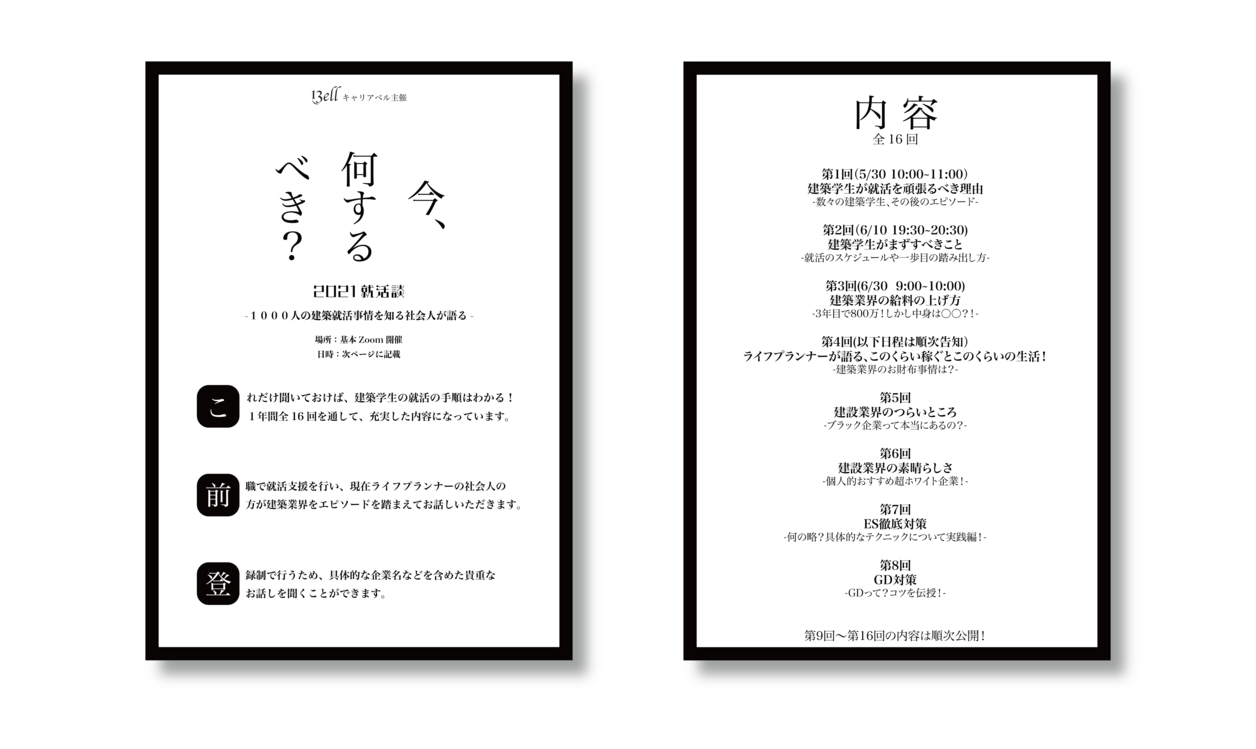 Bell キャリアベル主催
今、
何する
べき？
2021就活談
-１０００人の建築就活事情を知る社会人が語る-
場所：基本Zoom開催
日時：次ページに記載
これだけ聞いておけば、建築学生の就活の手順はわかる！
１年間全16回を通して、充実した内容になっています。
前職で就活支援を行い、現在ライフプランナーの社会人の
方が建築業界をエピソードを踏まえてお話しいただきます。
登録制で行うため、具体的な企業名などを含めた貴重な
お話しを聞くことができます。
内容
全16回
第1回（5/30 10:00~11:00）
建築学生が就活を頑張るべき理由
-数々の建築学生、その後のエピソード-
第2回（6/10 19:30~20:30)
建築学生がまずすべきこと
-就活のスケジュールや一歩目の踏み出し方-
第3回(6/30 9:00~10:00)
建築業界の給料の上げ方
-3年目で800万！しかし中身は〇〇？！-
第4回(以下日程は順次告知）
ライフプランナーが語る、このくらい稼ぐとこのくらいの生活！
-建築業界のお財布事情は？-
第5回
建設業界のつらいところ
-ブラック企業って本当にあるの？-
第6回
建設業界の素晴らしさ
-個人的おすすめ超ホワイト企業！-
第7回
ES徹底対策
-何の略？具体的なテクニックについて実践編！-
第8回
GD対策
-GDって？コツを伝授！-
第9回〜第16回の内容は順次公開！